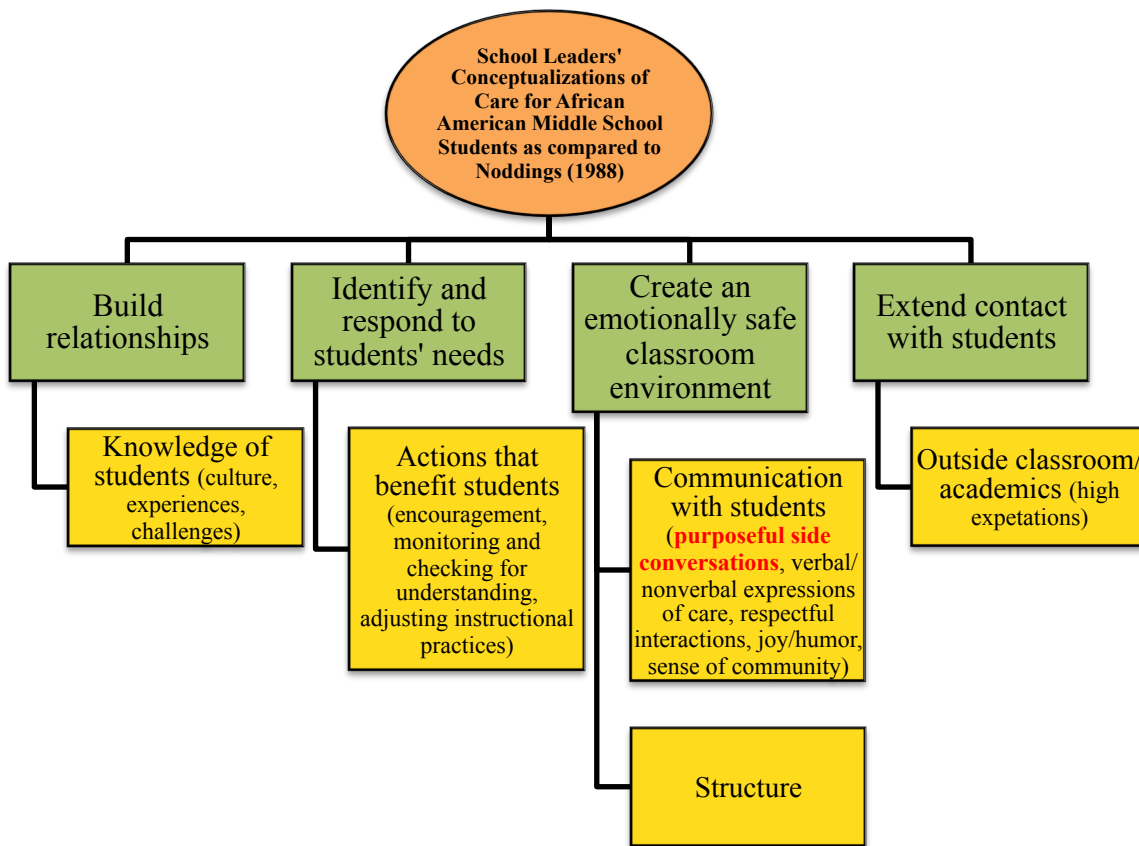 School Leaders'
Conceptualizations of
Care for African
American Middle School
Students as compared to
Noddings (1988)
Build
relationships
Knowledge of
students (culture,
experiences,
challenges)
Identify and
respond to
students' needs
Actions that
benefit students
(encouragement,
monitoring and
checking for
understanding,
adjusting instructional
practices)
Create an
emotionally safe
classroom
environment
Communication
with students
(purposeful side
conversations, verbal/
nonverbal expressions
of care, respectful
interactions, joy/humor,
sense of community)
Structure
Extend contact
with students
Outside classroom/
academics (high
expetations)